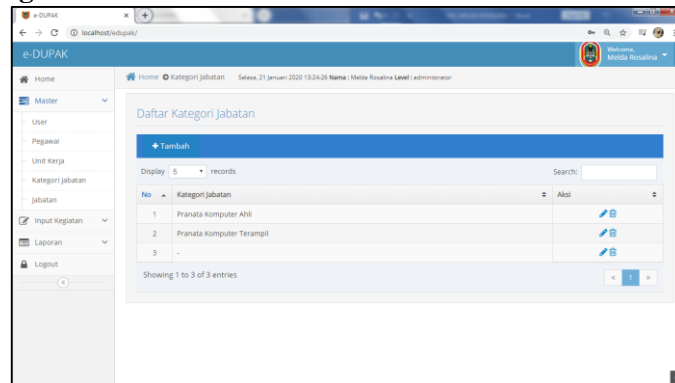 e-DUPAK
localhost/edupak/
e-DUPAK
Welcome,
Melda Rosalina
Home
Master
User
Pegawai
Unit Kerja
Kategori Jabatan
Jabatan
Input Kegiatan
Laporan
Logout
Home Kategori Jabatan Selasa, 21 Januari 2020 13:24:26 Nama : Melda Rosalina Level : administrator
Daftar Kategori Jabatan
+ Tambah
Display 5 records Search:
No Kategori Jabatan Aksi
1 Pranata Komputer Ahli
2 Pranata Komputer Terampil
3 -
Showing 1 to 3 of 3 entries
< 1 >